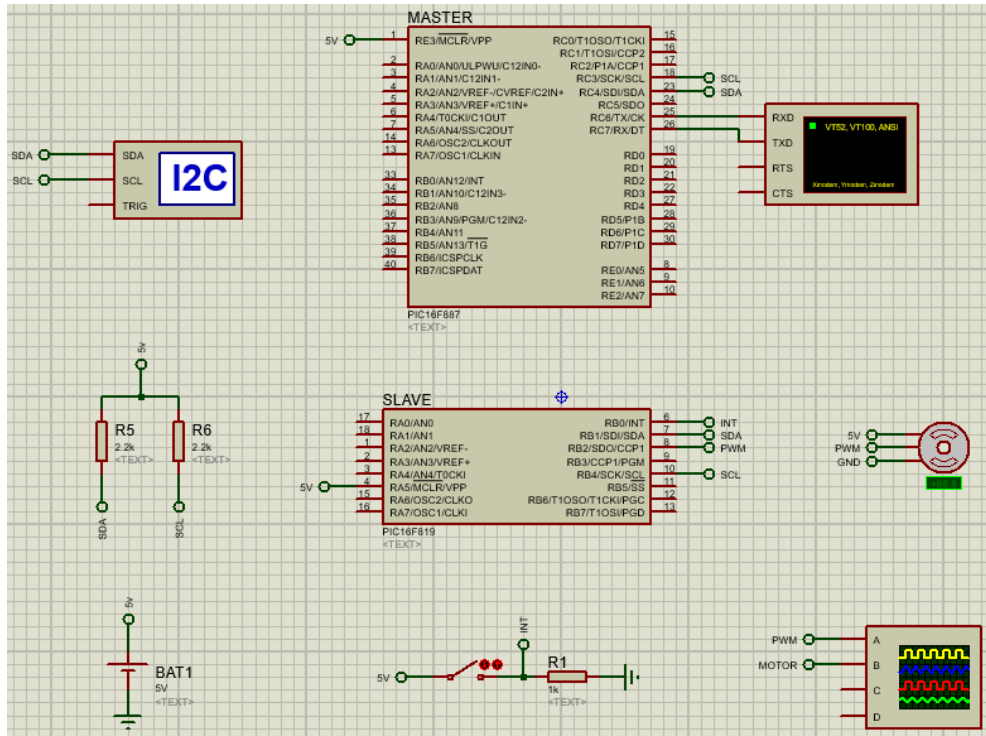 MASTER
5V
1
RE3/MCLR/VPP
2
RA0/AN0/ULPWU/C12IN0-
3
RA1/AN1/C12IN1-
4
RA2/AN2/VREF-/CVREF/C2IN+
5
RA3/AN3/VREF+/C1IN+
6
RA4/T0CKI/C1OUT
7
RA5/AN4/SS/C2OUT
14
RA6/OSC2/CLKOUT
13
RA7/OSC1/CLKIN
33
RB0/AN12/INT
34
RB1/AN10/C12IN3-
35
RB2/AN8
36
RB3/AN9/PGM/C12IN2-
37
RB4/AN11
38
RB5/AN13/T1G
39
RB6/ICSPCLK
40
RB7/ICSPDAT
RC0/T1OSO/T1CKI
15
RC1/T1OSI/CCP2
16
RC2/P1A/CCP1
17
RC3/SCK/SCL
18
SCL
RC4/SDI/SDA
23
SDA
RC5/SDO
24
RC6/TX/CK
25
RC7/RX/DT
26
RD0
19
RD1
20
RD2
21
RD3
22
RD4
27
RD5/P1B
28
RD6/P1C
29
RD7/P1D
30
RE0/AN5
8
RE1/AN6
9
RE2/AN7
10
PIC16F887
<TEXT>
RXD
TXD
RTS
CTS
VT52, VT100, ANSI
Xmodem, Ymodem, Zmodem
SDA
SCL
SDA
SCL
TRIG
I2C
5v
R5
2.2k
<TEXT>
R6
2.2k
<TEXT>
SDA
SCL
SLAVE
17
RA0/AN0
18
RA1/AN1
1
RA2/AN2/VREF-
2
RA3/AN3/VREF+
3
RA4/AN4/T0CKI
5V
4
RA5/MCLR/VPP
15
RA6/OSC2/CLKO
16
RA7/OSC1/CLKI
RB0/INT
6
INT
RB1/SDI/SDA
7
SDA
RB2/SDO/CCP1
8
PWM
RB3/CCP1/PGM
9
RB4/SCK/SCL
10
SCL
RB5/SS
11
RB6/T1OSO/T1CKI/PGC
12
RB7/T1OSI/PGD
13
PIC16F819
<TEXT>
5V
PWM
GND
5v
BAT1
5V
<TEXT>
5V
INT
R1
1k
<TEXT>
PWM
MOTOR
A
B
C
D